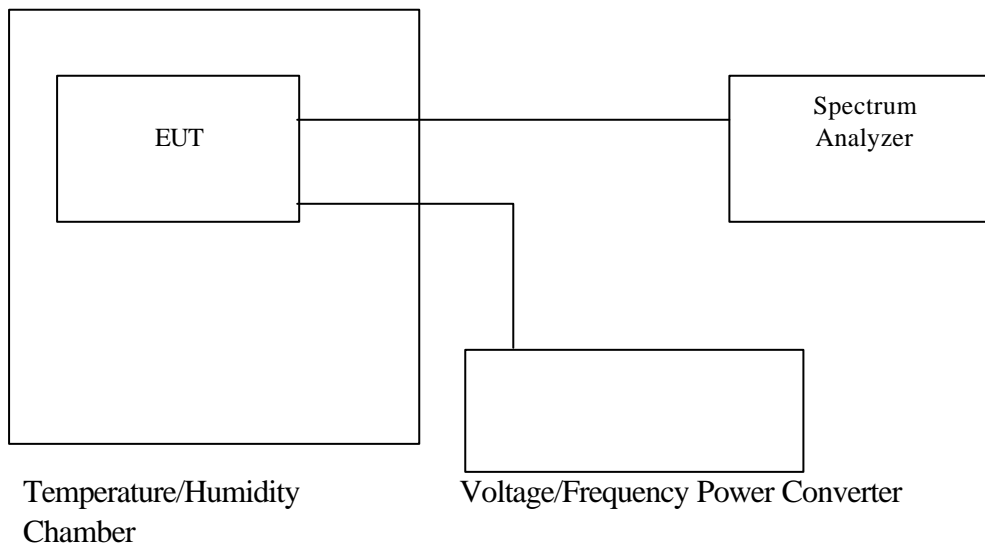 EUT
Spectrum
Analyzer
Temperature/Humidity
Chamber
Voltage/Frequency Power Converter